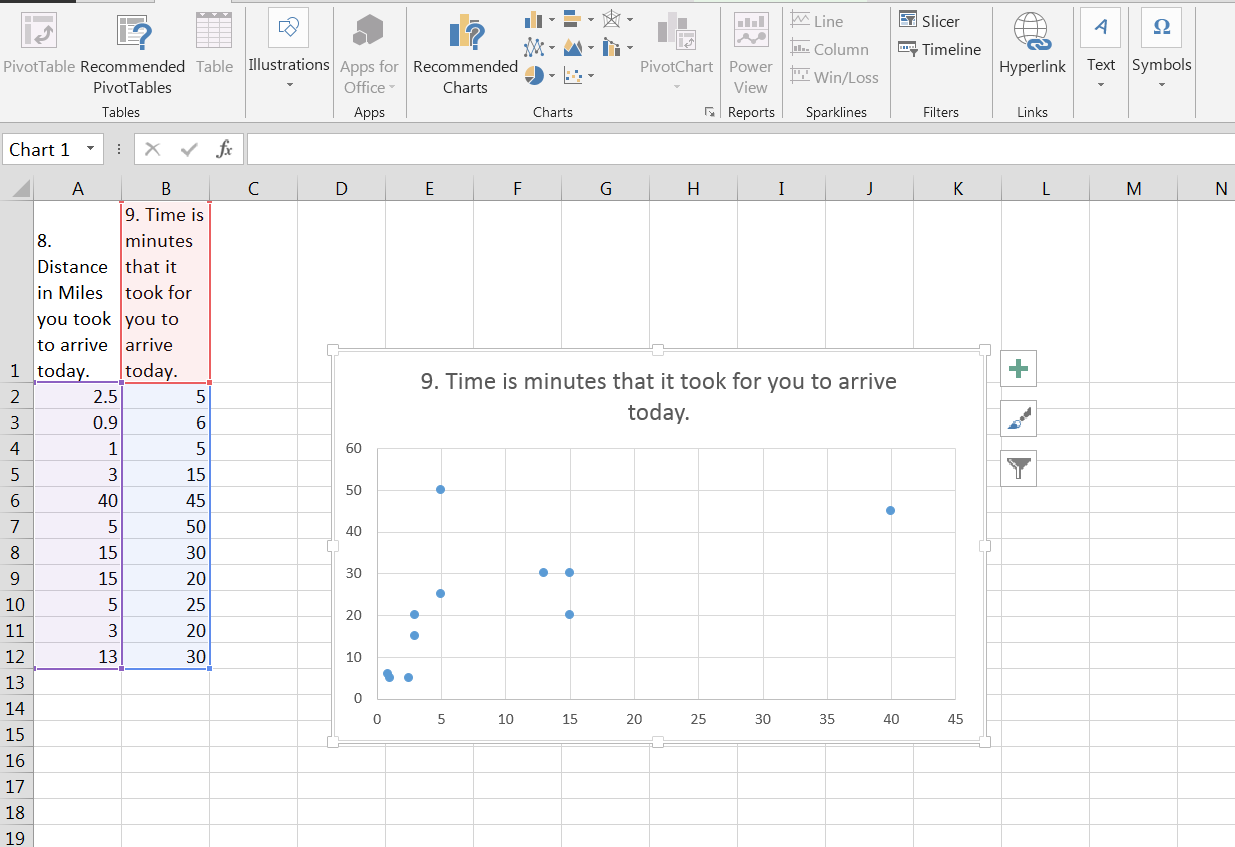 PivotTable
Recommended
PivotTables
Table
Tables
Illustrations
Apps for
Office
Apps
Recommended
Charts
Charts
PivotChart
Power
View
Reports
Line
Column
Win/Loss
Sparklines
Slicer
Timeline
Filters
Hyperlink
Links
A
Text
Ω
Symbols
Chart 1
fx
A B C D E F G H I J K L M N
1
8.
Distance
in Miles
you took
to arrive
today.
9. Time is
minutes
that it
took for
you to
arrive
today.
2 2.5 5
3 0.9 6
4 1 5
5 3 15
6 40 45
7 5 50
8 15 30
9 15 20
10 5 25
11 3 20
12 13 30
13
14
15
16
17
18
19
9. Time is minutes that it took for you to arrive
today.
60
50
40
30
20
10
0
0 5 10 15 20 25 30 35 40 45